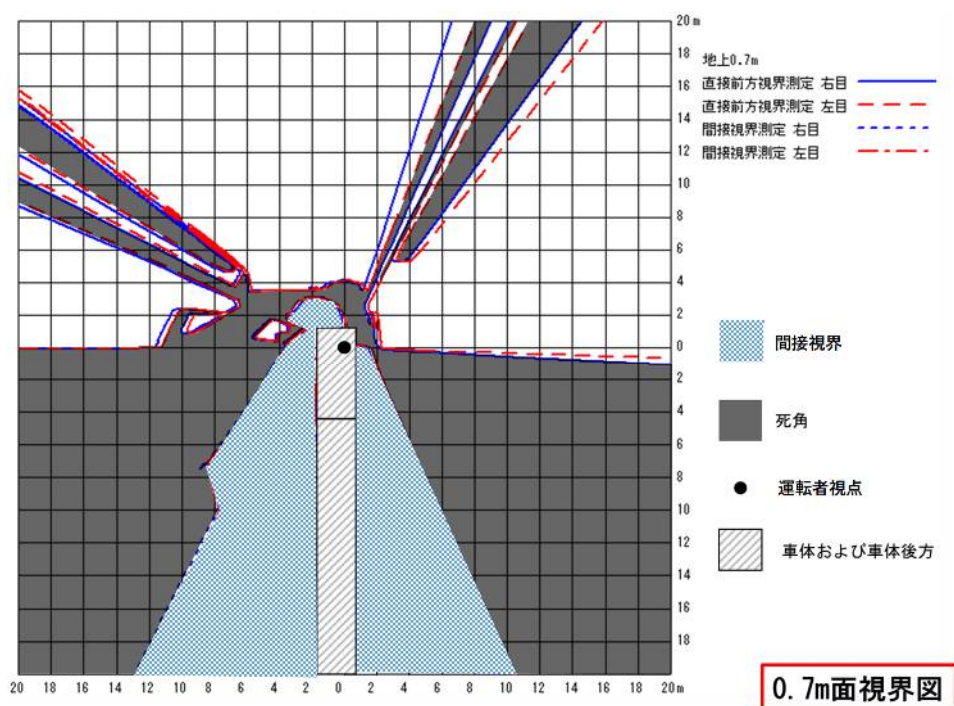 20 m
18
16
14
12
10
8
6
4
2
0
2
4
6
8
10
12
14
16
18
20 18 16 14 12 10 8 6 4 2 0 2 4 6 8 10 12 14 16 18 20m
地上0.7m
直接前方視界測定 右目
直接前方視界測定 左目
間接視界測定 右目
間接視界測定 左目
間接視界
死角
運転者視点
車体および車体後方
0.7m面視界図